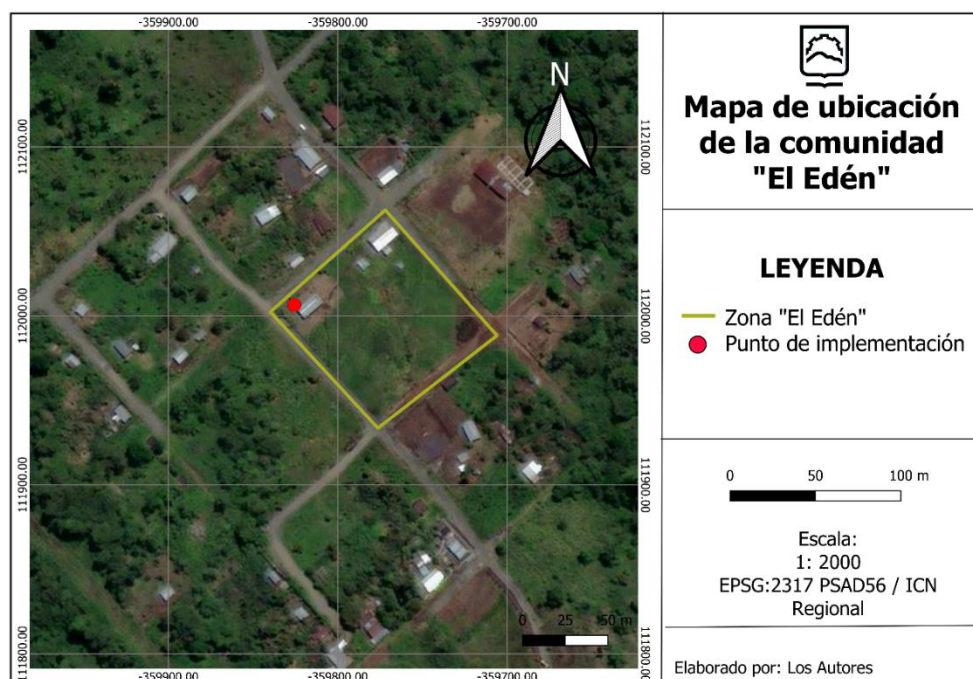 -359900.00
-359800.00
-359700.00
112100.00
112000.00
111900.00
111800.00
N
112100.00
112000.00
111900.00
111800.00
0 25 50 m
-359900.00
-359800.00
-359700.00
Mapa de ubicación
de la comunidad
"El Edén"
LEYENDA
Zona "El Edén"
Punto de implementación
0 50 100 m
Escala:
1: 2000
EPSG:2317 PSAD56 / ICN
Regional
Elaborado por: Los Autores